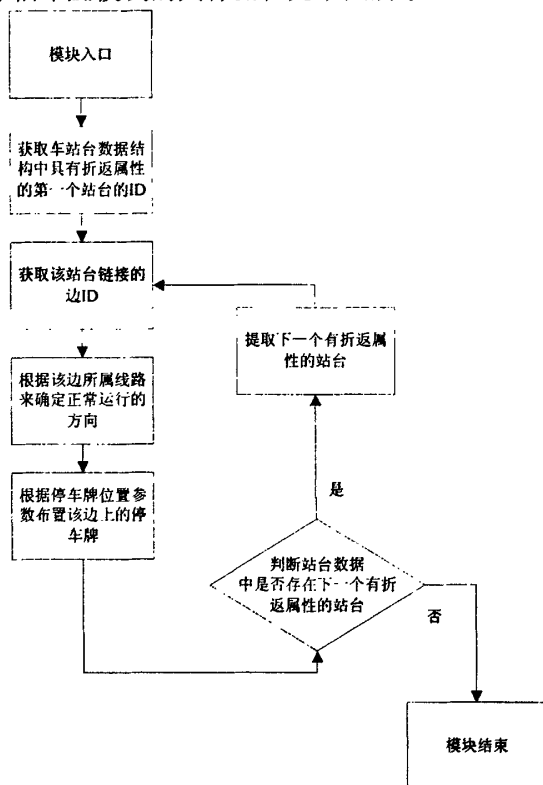 模块入口
获取车站台数据结
构中具有折返属性
的第一个站台的ID
获取该站台链接的
边ID
提取下一个有折返属
性的站台
根据该边所属线路
来确定正常运行的
方向
根据停车牌位置参
数布置该边上的停
车牌
是
判断站台数据
中是否存在下一个有折
返属性的站台
否
模块结束